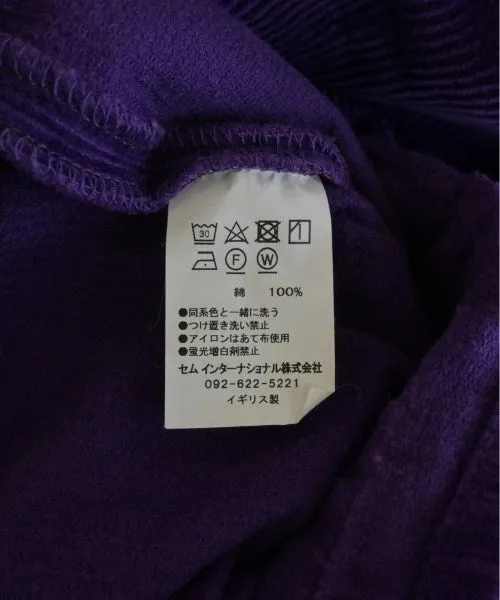 30
F W
綿 100%
●同系色と一緒に洗う
●つけ置き洗い禁止
●アイロンはあて布使用
●蛍光増白剤禁止
セム インターナショナル株式会社
092-622-5221
イギリス製